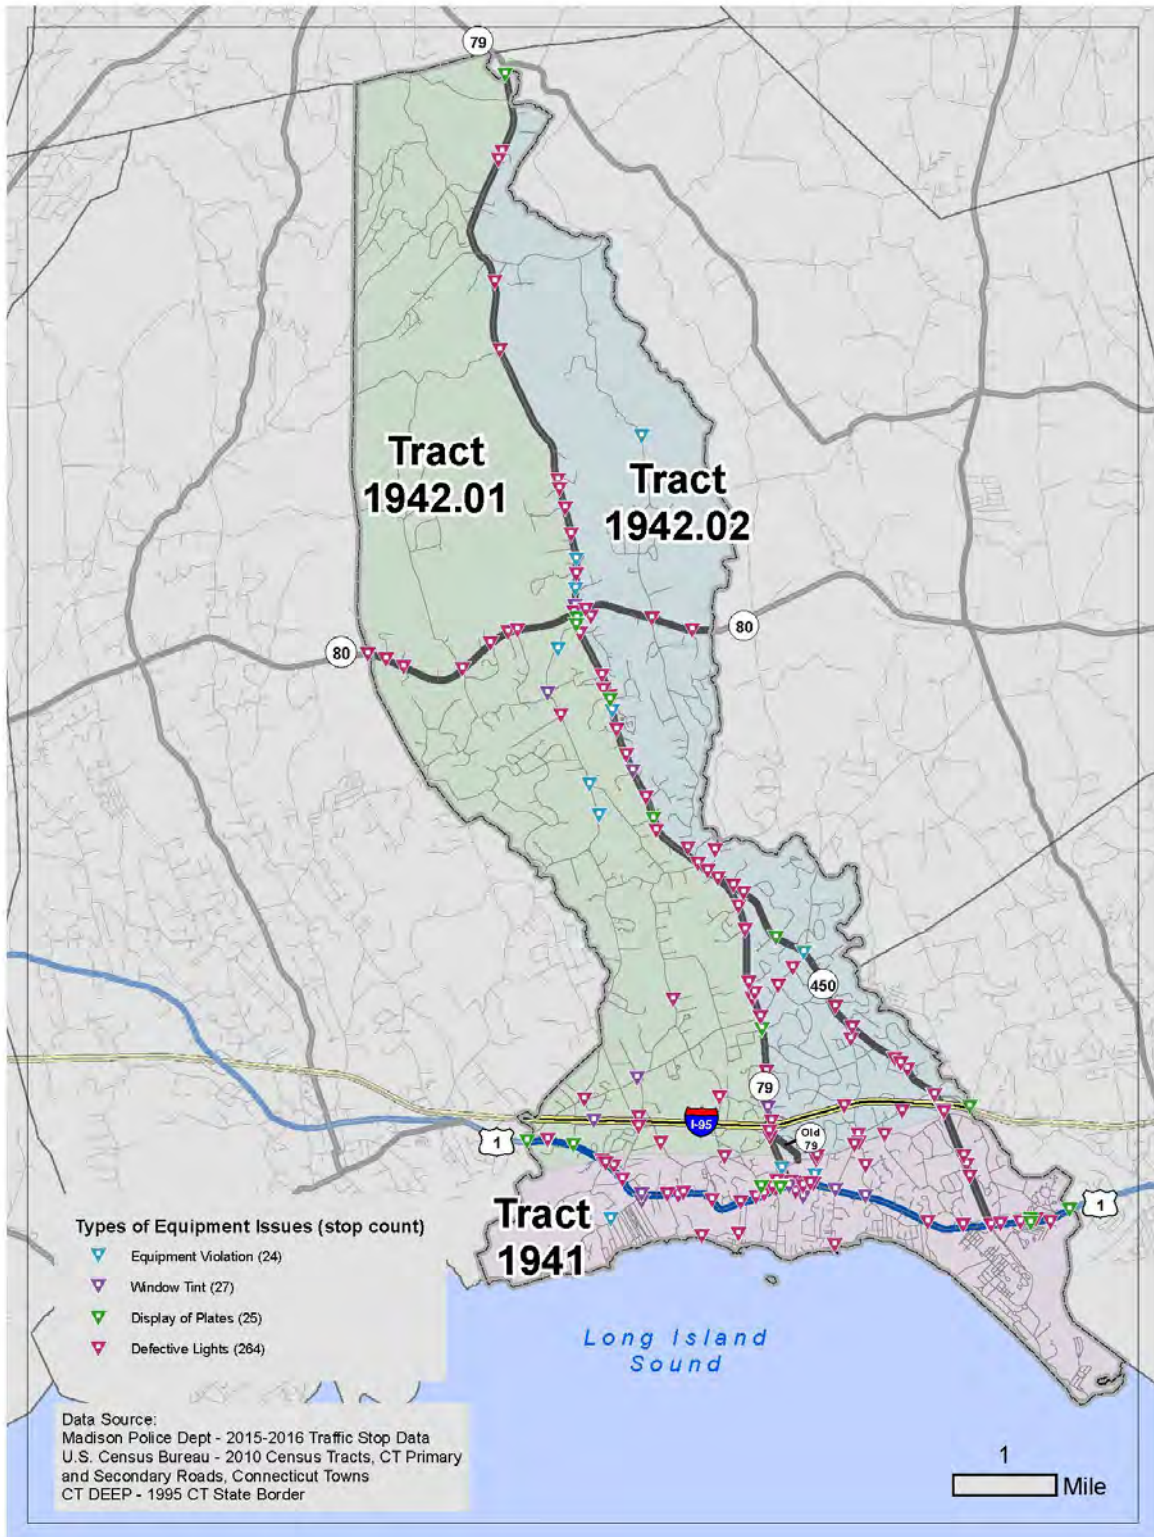 79
Tract
1942.01
Tract
1942.02
80
80
450
79
I-95
Old
79
1
1
Tract
1941
Types of Equipment Issues (stop count)
Equipment Violation (24)
Window Tint (27)
Display of Plates (25)
Defective Lights (264)
Long Island
Sound
Data Source:
Madison Police Dept - 2015-2016 Traffic Stop Data
U.S. Census Bureau - 2010 Census Tracts, CT Primary
and Secondary Roads, Connecticut Towns
CT DEEP - 1995 CT State Border
1
Mile